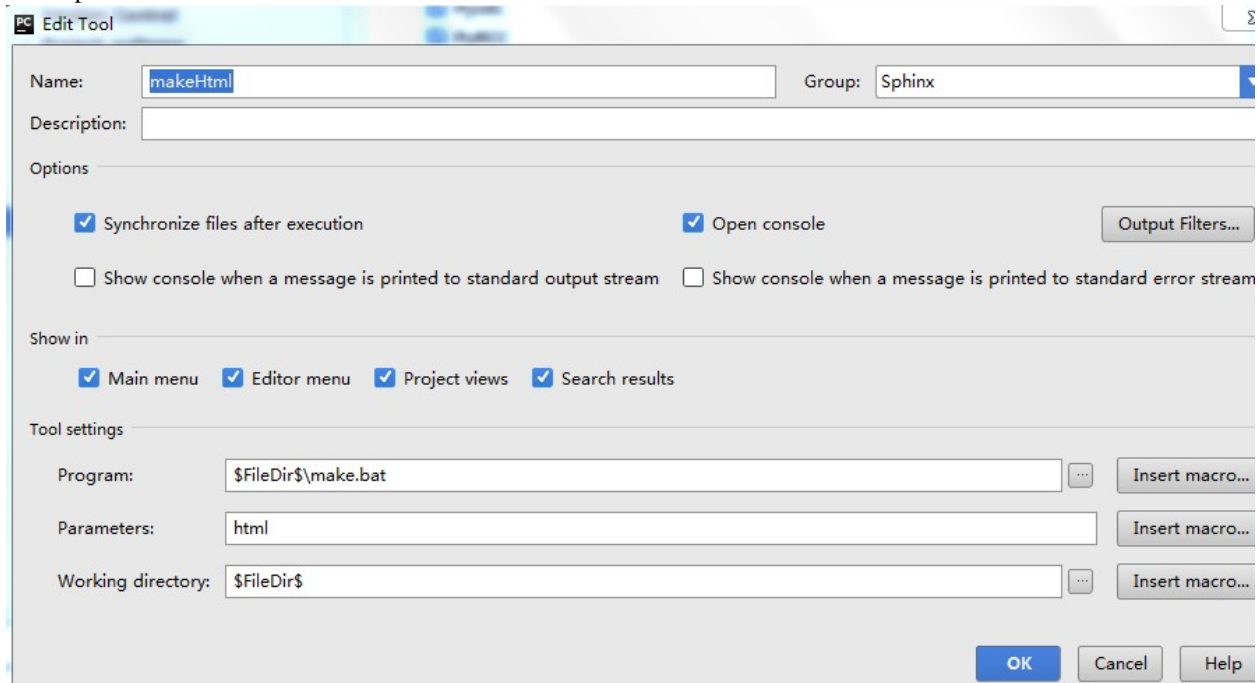 PC Edit Tool
Name: makeHtml Group: Sphinx
Description:
Options
Synchronize files after execution Open console Output Filters...
Show console when a message is printed to standard output stream Show console when a message is printed to standard error stream
Show in
Main menu Editor menu Project views Search results
Tool settings
Program: $FileDir$\make.bat ... Insert macro...
Parameters: html Insert macro...
Working directory: $FileDir$ ... Insert macro...
OK Cancel Help